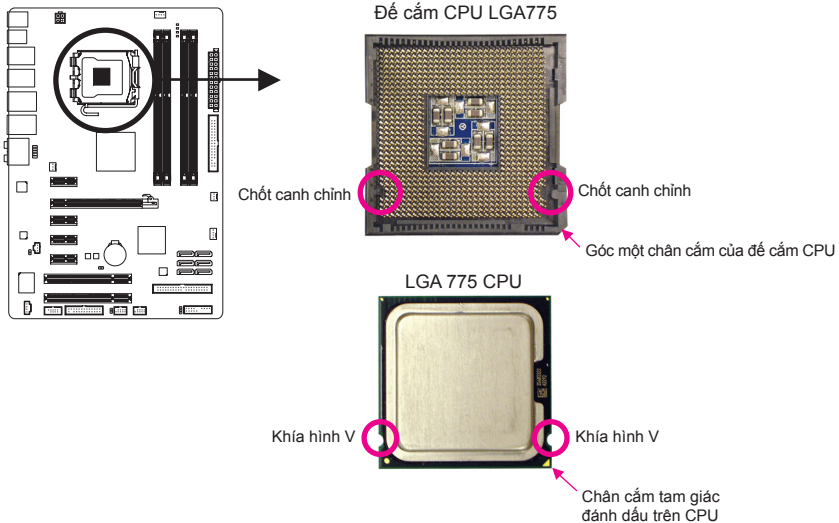 Đế cắm CPU LGA775
Chốt canh chỉnh
Chốt canh chỉnh
Góc một chân cắm của đế cắm CPU
LGA 775 CPU
Khía hình V
Khía hình V
Chân cắm tam giác
đánh dấu trên CPU